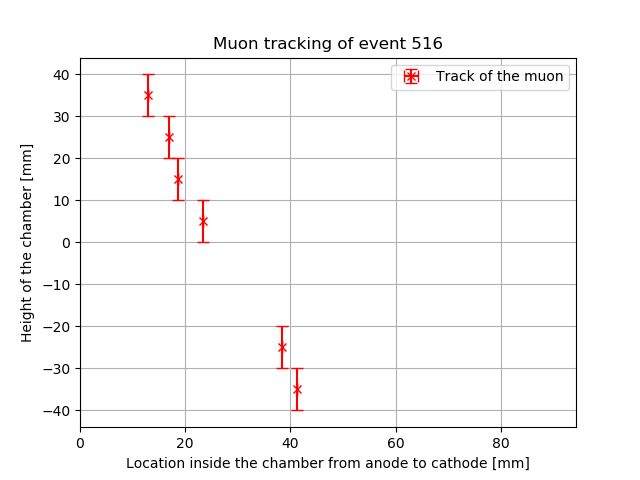 Muon tracking of event 516
Track of the muon
Height of the chamber [mm]
40
30
20
10
0
−10
−20
−30
−40
0 20 40 60 80
Location inside the chamber from anode to cathode [mm]